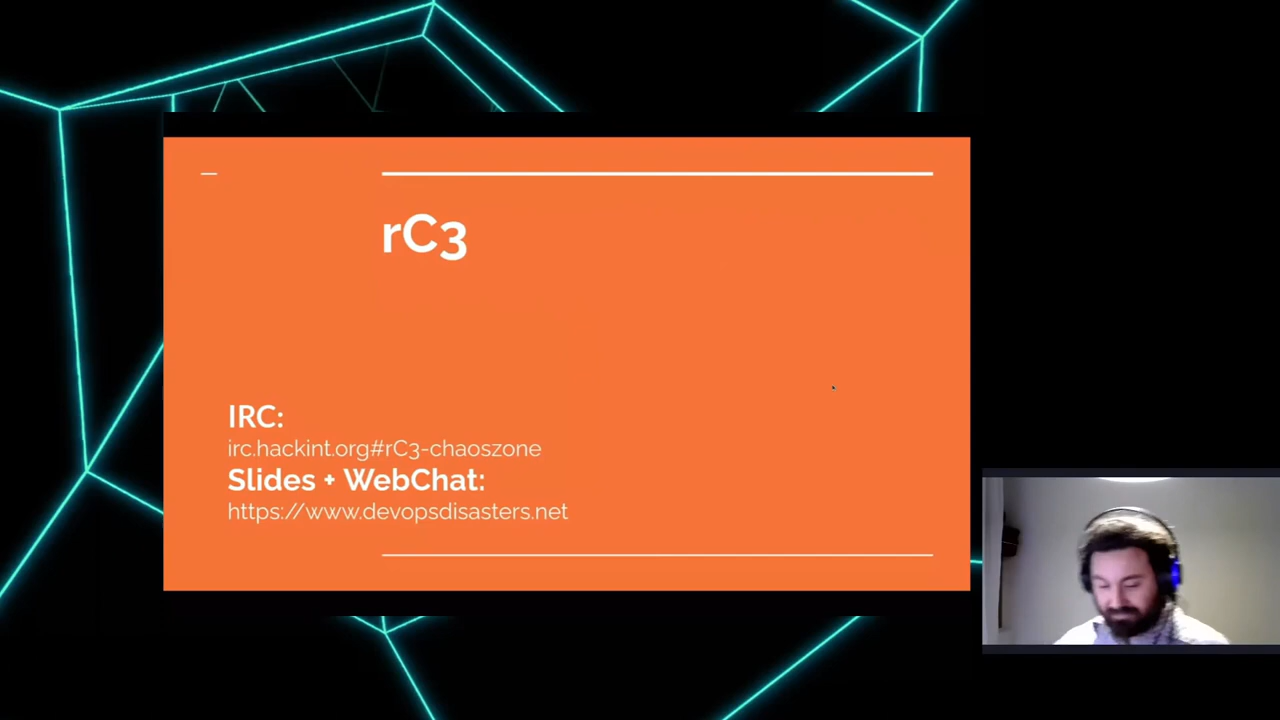 rC3
IRC:
irc.hackint.org#rC3-chaoszone
Slides + WebChat:
https://www.devopsdisasters.net